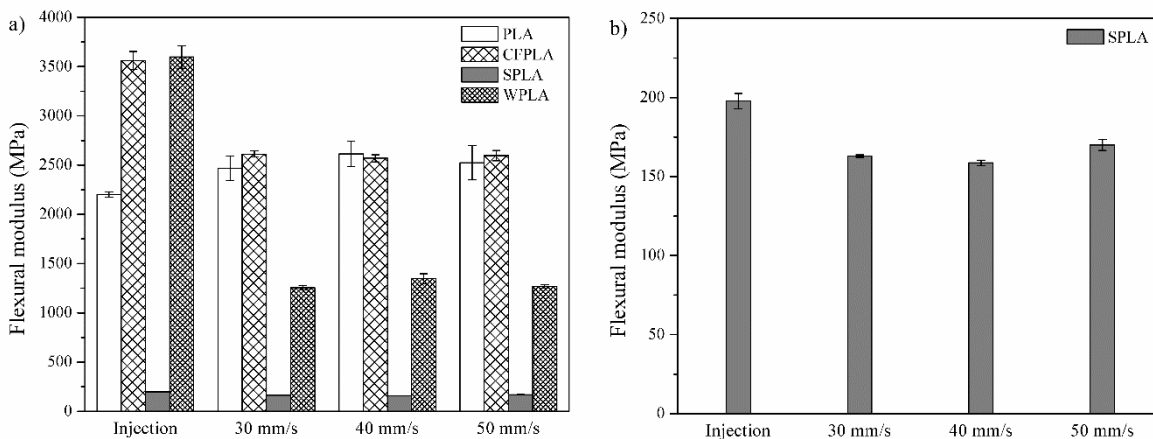 a)
Flexural modulus (MPa)
4000
3500
3000
2500
2000
1500
1000
500
0
PLA
CFPLA
SPLA
WPLA
Injection 30 mm/s 40 mm/s 50 mm/s
b)
Flexural modulus (MPa)
250
200
150
100
50
0
SPLA
Injection 30 mm/s 40 mm/s 50 mm/s